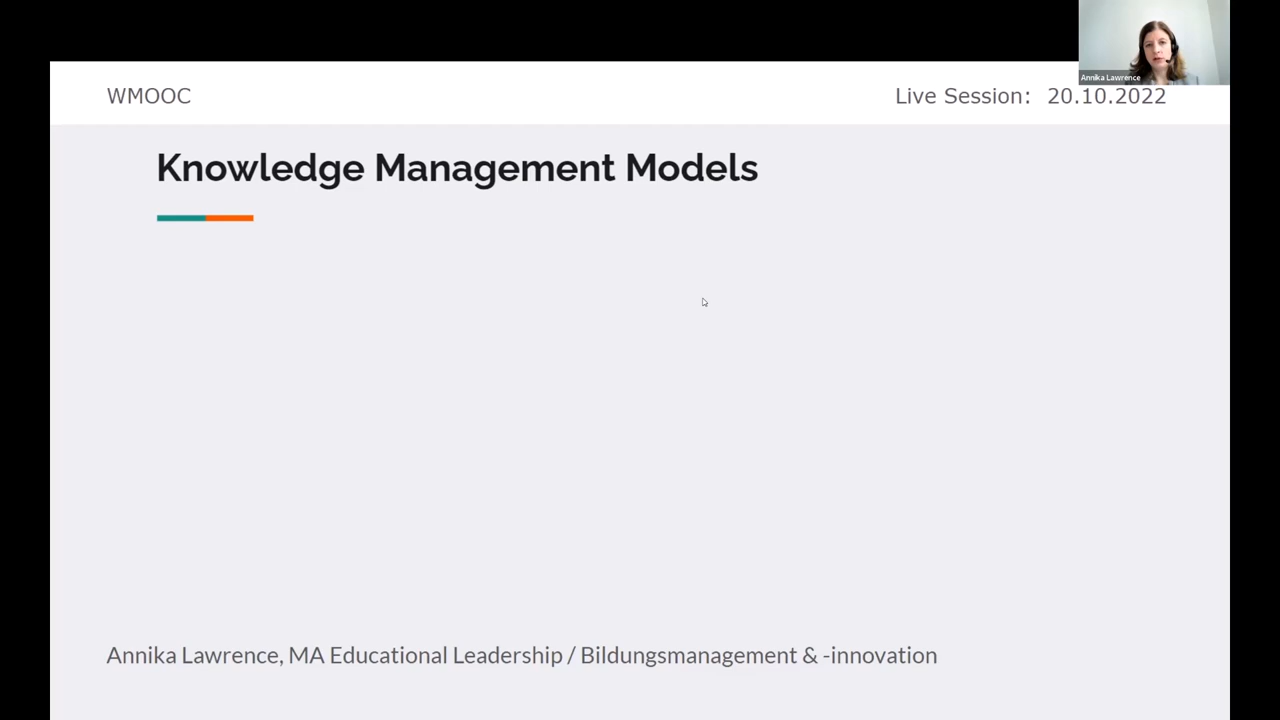 Annika Lawrence
WMOOC
Live Session: 20.10.2022
Knowledge Management Models
Annika Lawrence, MA Educational Leadership / Bildungsmanagement & -innovation